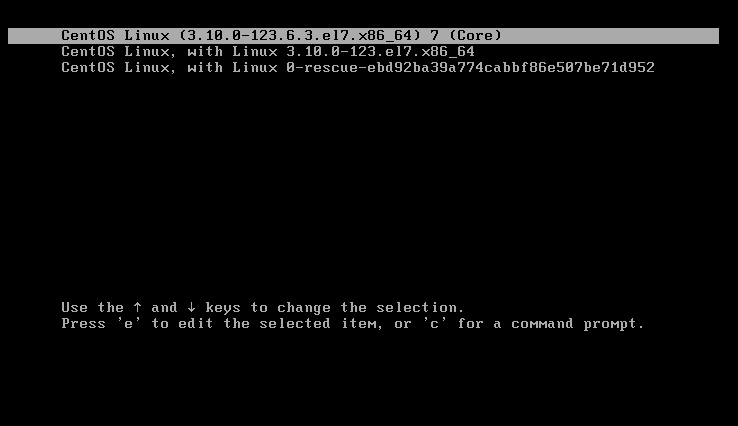 CentOS Linux (3.10.0-123.6.3.el7.x86_64) 7 (Core)
CentOS Linux, with Linux 3.10.0-123.el7.x86_64
CentOS Linux, with Linux 0-rescue-ebd92ba39a774cabbf86e507be71d952
Use the ↑ and ↓ keys to change the selection.
Press 'e' to edit the selected item, or 'c' for a command prompt.